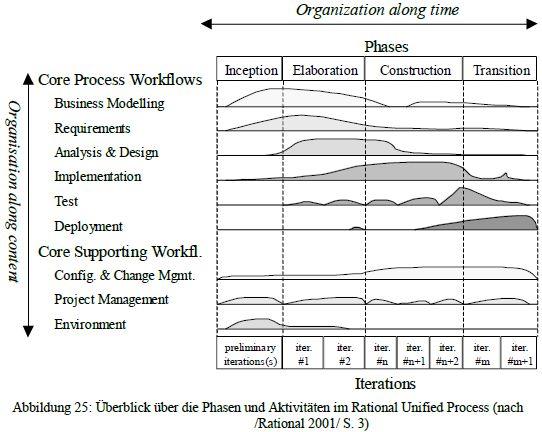 Organization along time
Phases
Inception Elaboration Construction Transition
Organisation along content
Core Process Workflows
Business Modelling
Requirements
Analysis & Design
Implementation
Test
Deployment
Core Supporting Workfl.
Config. & Change Mgmt.
Project Management
Environment
preliminary iter. iter. iter. iter. iter. iter. iter.
iterations(s) #1 #2 #n #n+1 #n+2 #m #m+1
Iterations
Abbildung 25: Überblick über die Phasen und Aktivitäten im Rational Unified Process (nach
/Rational 2001/ S. 3)